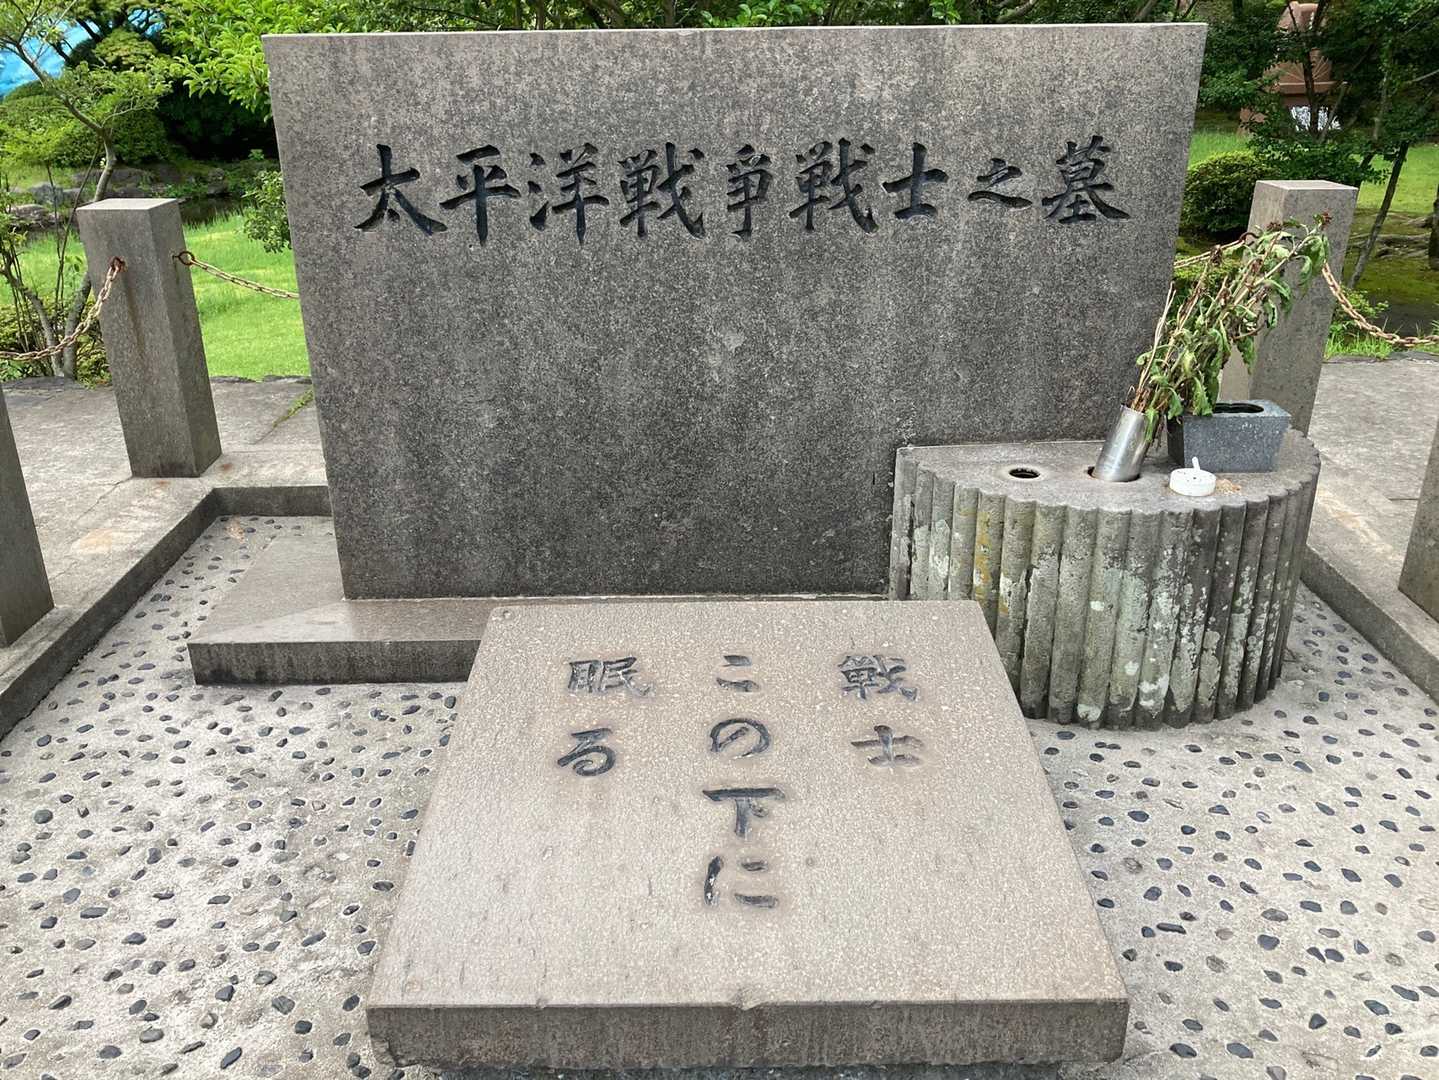 太平洋戦争戦士之墓
戦士
この下に
眠る